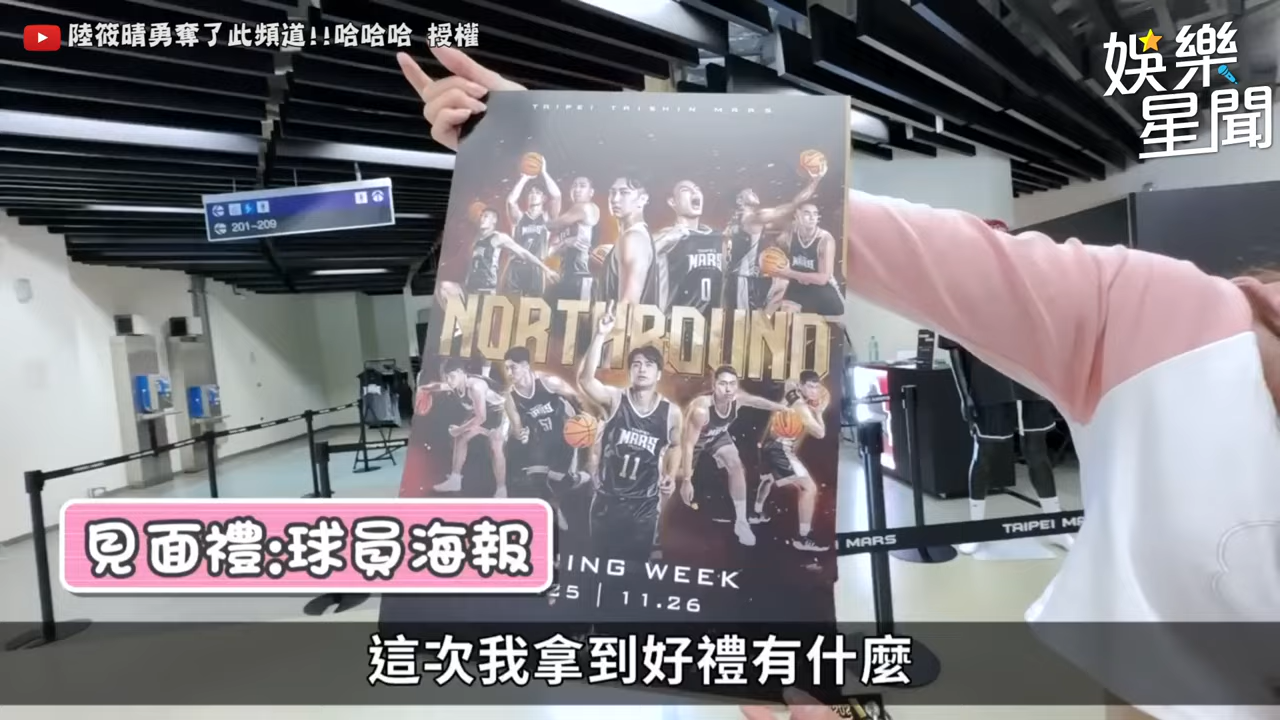 陸筱晴勇奪了此頻道!!哈哈哈 授權
娛樂
星聞
TAIPEI TAISHIN MARS
201-209
MARS
0
NORTHBOUND
57
MARS
11
見面禮:球員海報
NING WEEK
25 | 11.26
MARS
TAIPEI MA
這次我拿到好禮有什麼